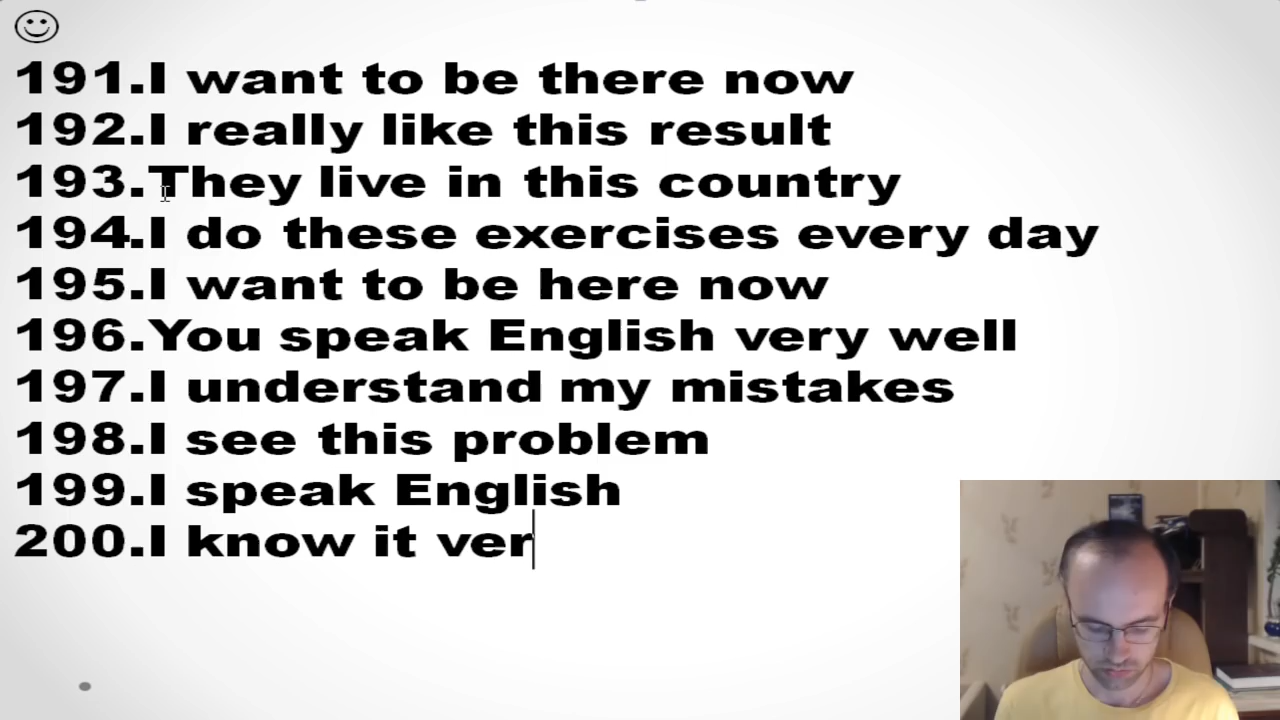 191.I want to be there now
192.I really like this result
193.They live in this country
194.I do these exercises every day
195.I want to be here now
196.You speak English very well
197.I understand my mistakes
198.I see this problem
199.I speak English
200.I know it ver